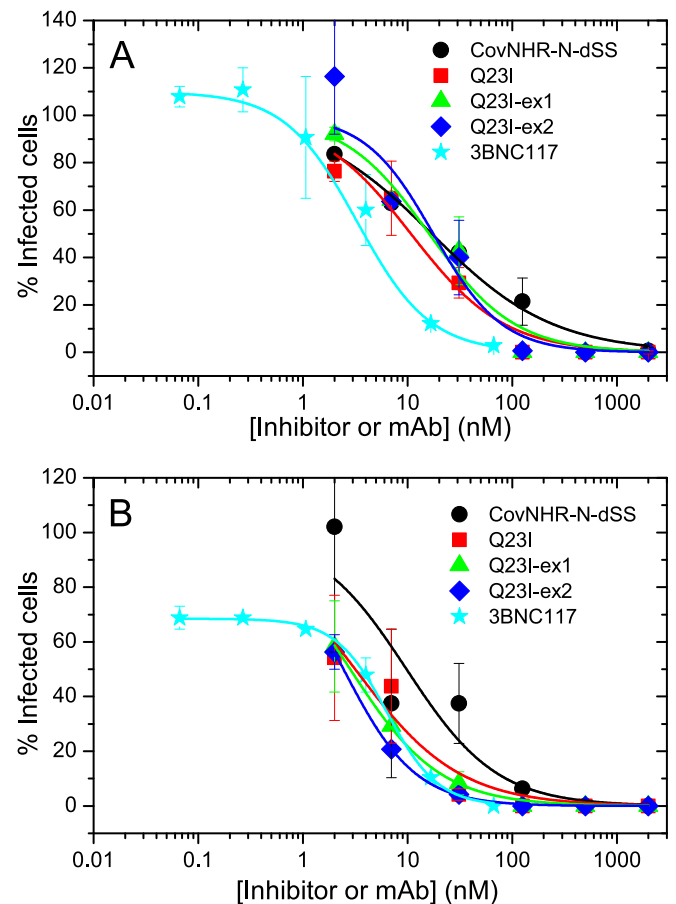 A
CovNHR-N-dSS
Q23I
Q23I-ex1
Q23I-ex2
3BNC117
% Infected cells
140
120
100
80
60
40
20
0
0.01 0.1 1 10 100 1000
[Inhibitor or mAb] (nM)
B
CovNHR-N-dSS
Q23I
Q23I-ex1
Q23I-ex2
3BNC117
% Infected cells
120
100
80
60
40
20
0
0.01 0.1 1 10 100 1000
[Inhibitor or mAb] (nM)